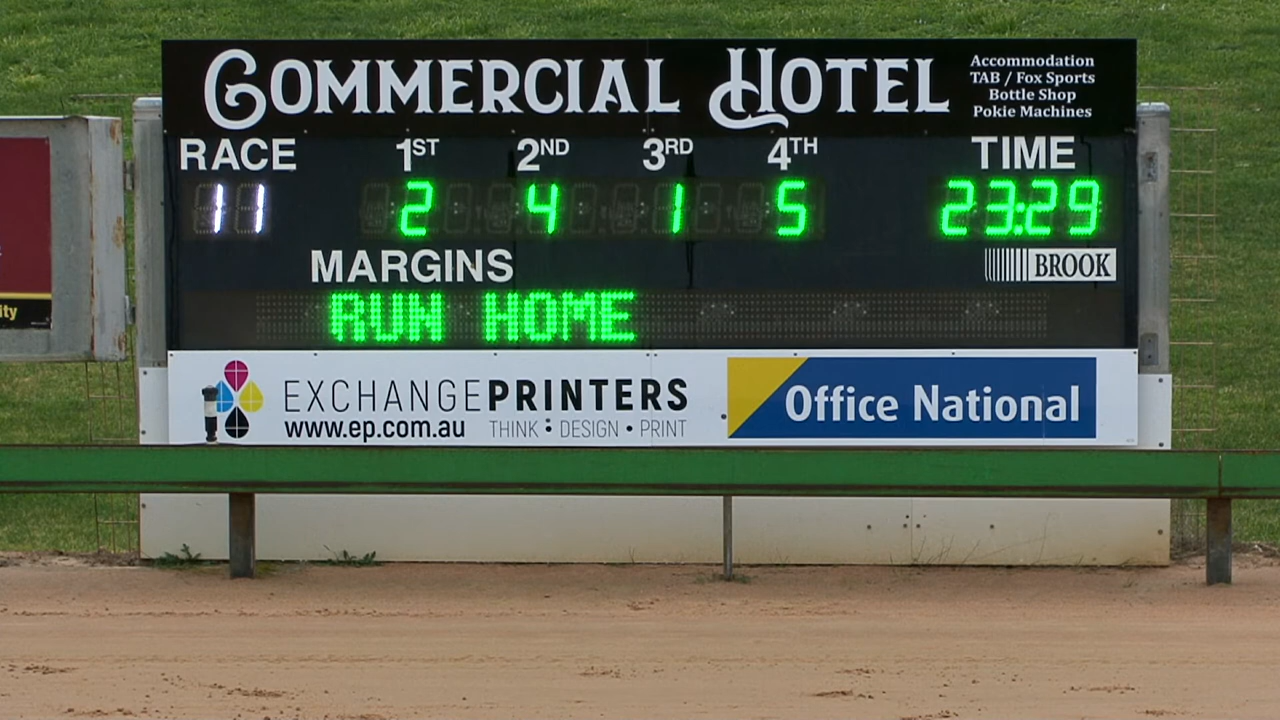 COMMERCIAL HOTEL
Accommodation
TAB / Fox Sports
Bottle Shop
Pokie Machines
RACE 1ST 2ND 3RD 4TH TIME
11 2 4 1 5 23:29
MARGINS
BROOK
RUN HOME
ity
EXCHANGEPRINTERS
www.ep.com.au THINK • DESIGN • PRINT
Office National